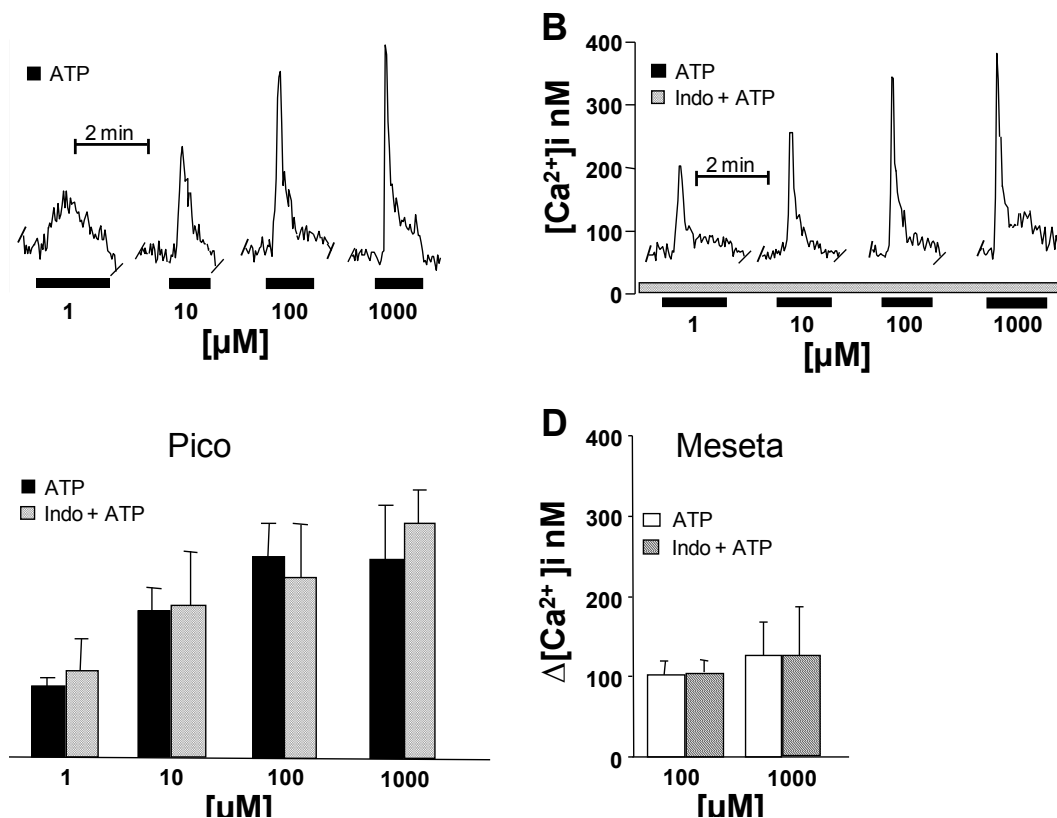 ATP
2 min
1 10 100 1000
[µM]
B
[Ca2+]i nM
400
300
200
100
0
ATP
Indo + ATP
2 min
1 10 100 1000
[µM]
Pico
ATP
Indo + ATP
1 10 100 1000
[µM]
D
Meseta
Δ[Ca2+]i nM
400
300
200
100
0
ATP
Indo + ATP
100 1000
[µM]